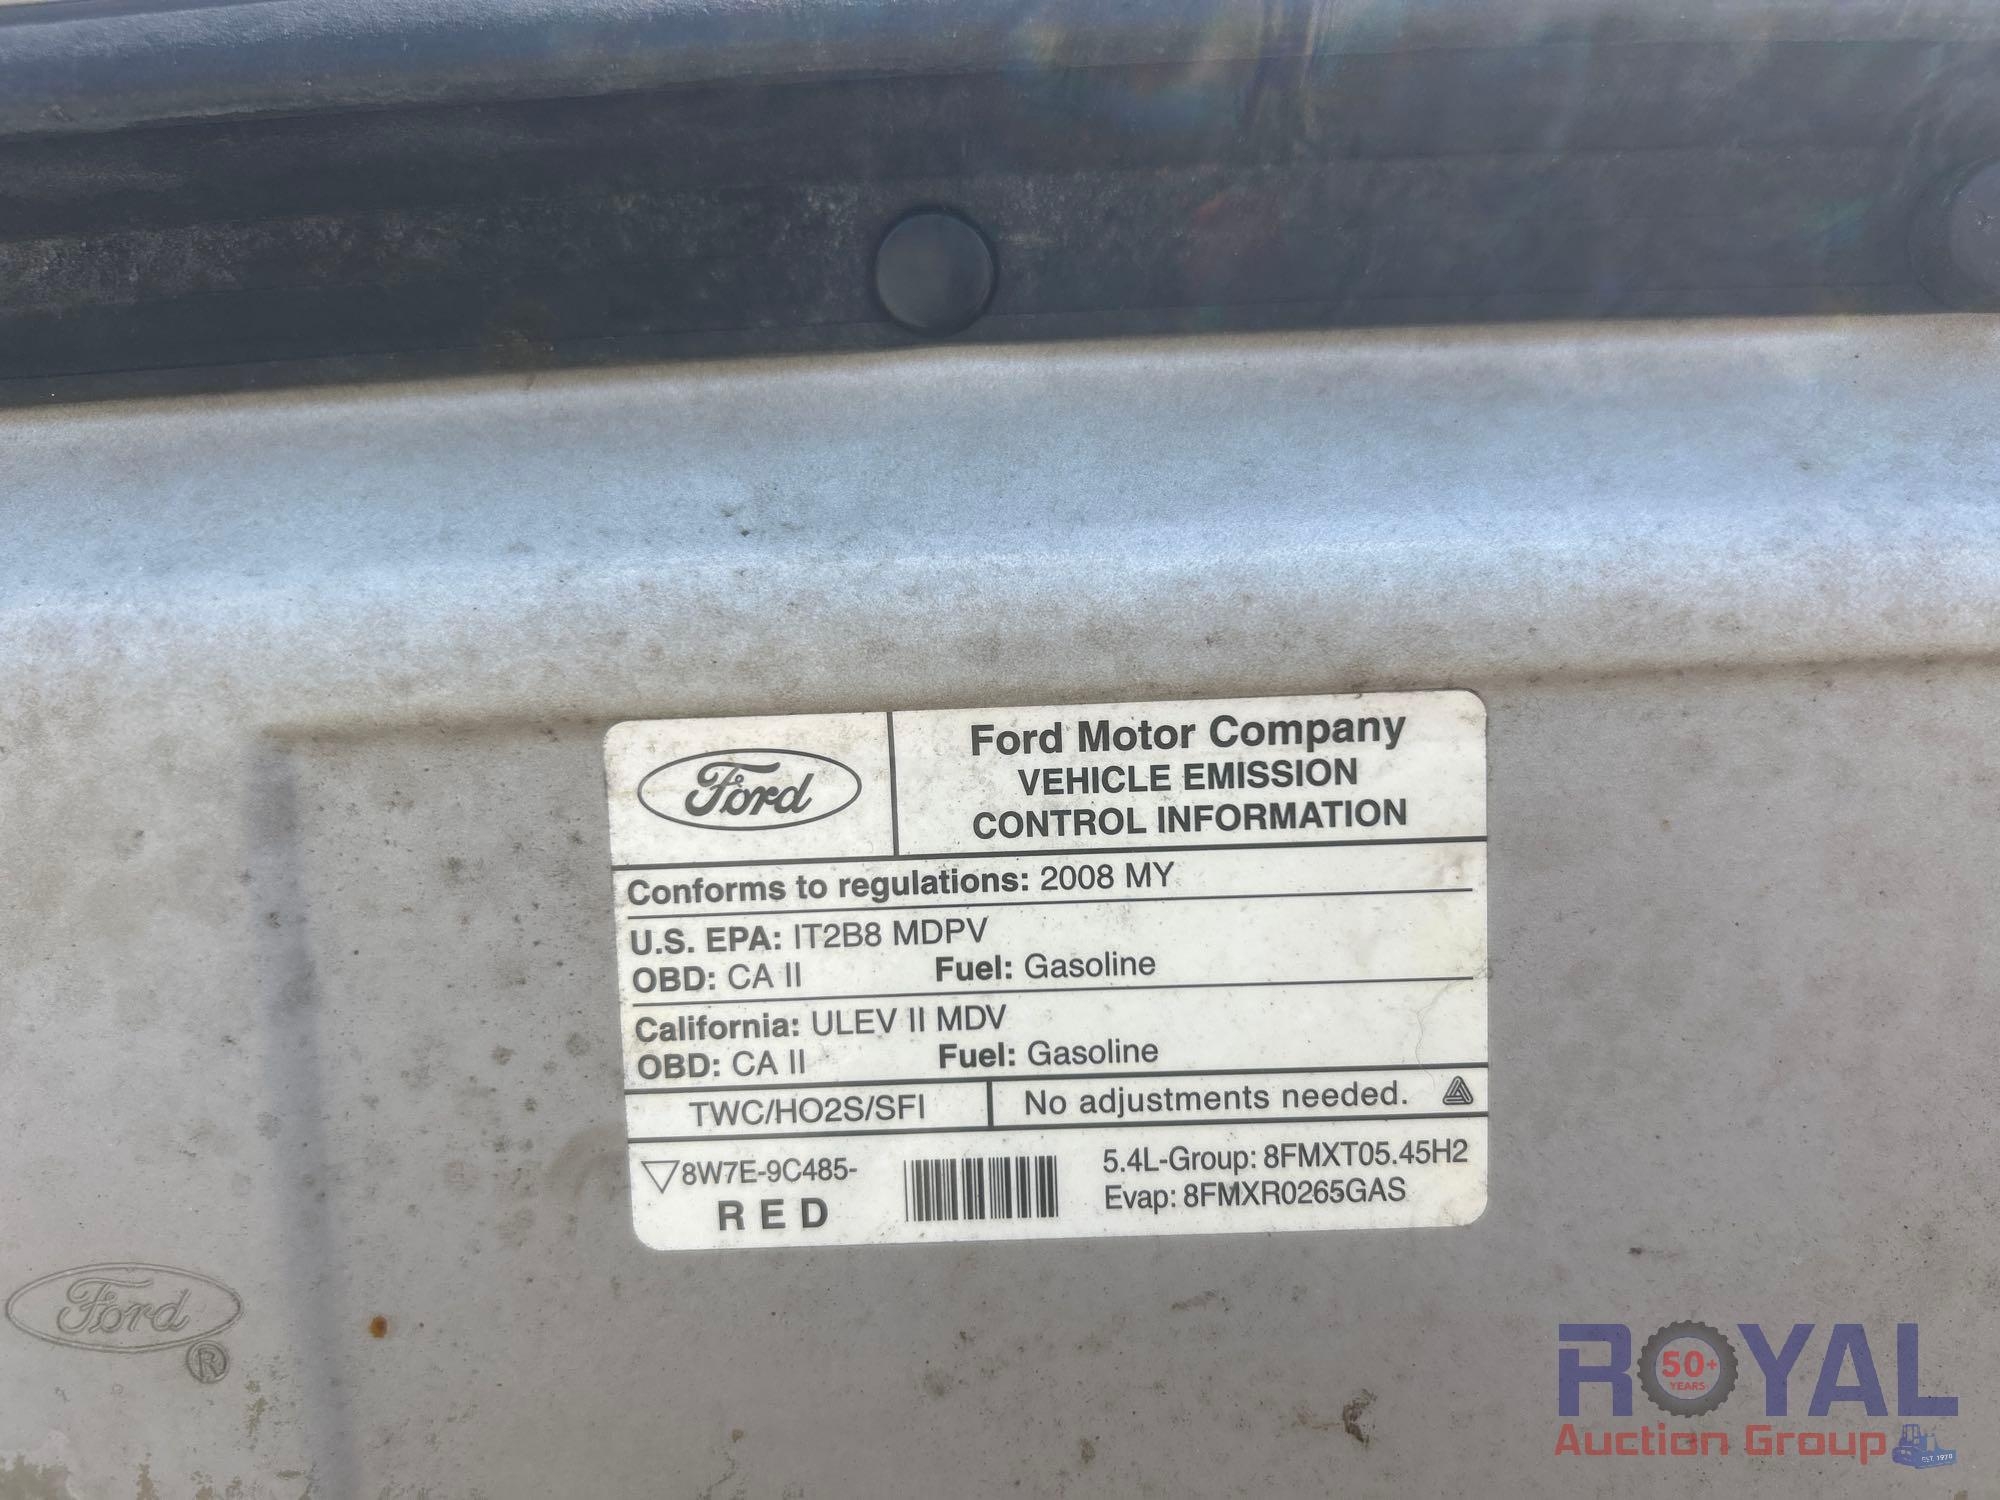 Ford
Ford Motor Company
VEHICLE EMISSION
CONTROL INFORMATION
Conforms to regulations: 2008 MY
U.S. EPA: IT2B8 MDPV
OBD: CA II Fuel: Gasoline
California: ULEV II MDV
OBD: CA II Fuel: Gasoline
TWC/HO2S/SFI
No adjustments needed.
8W7E-9C485-
RED
5.4L-Group: 8FMXT05.45H2
Evap: 8FMXR0265GAS
Ford
®
ROYAL
50+
YEARS
Auction Group
EST. 1970